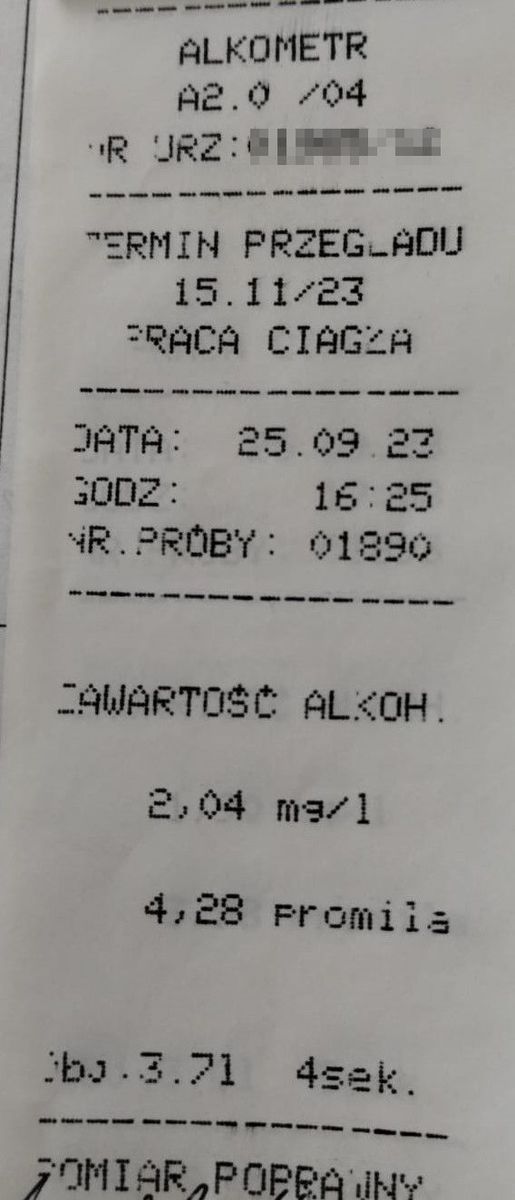 ALKOMETR
A2.0 /04
NR URZ:
TERMIN PRZEGLADU
15.11/23
PRACA CIAGŁA
DATA: 25.09.23
GODZ: 16:25
NR.PRÓBY: 01890
ZAWARTOŚĆ ALKOH.
2,04 mg/l
4,28 promila
Obj.3.71 4sek.
POMIAR POPRAWNY